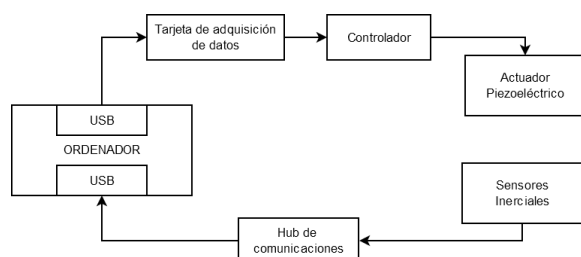 Tarjeta de adquisición
de datos
Controlador
Actuador
Piezoeléctrico
USB
ORDENADOR
USB
Sensores
Inerciales
Hub de
comunicaciones